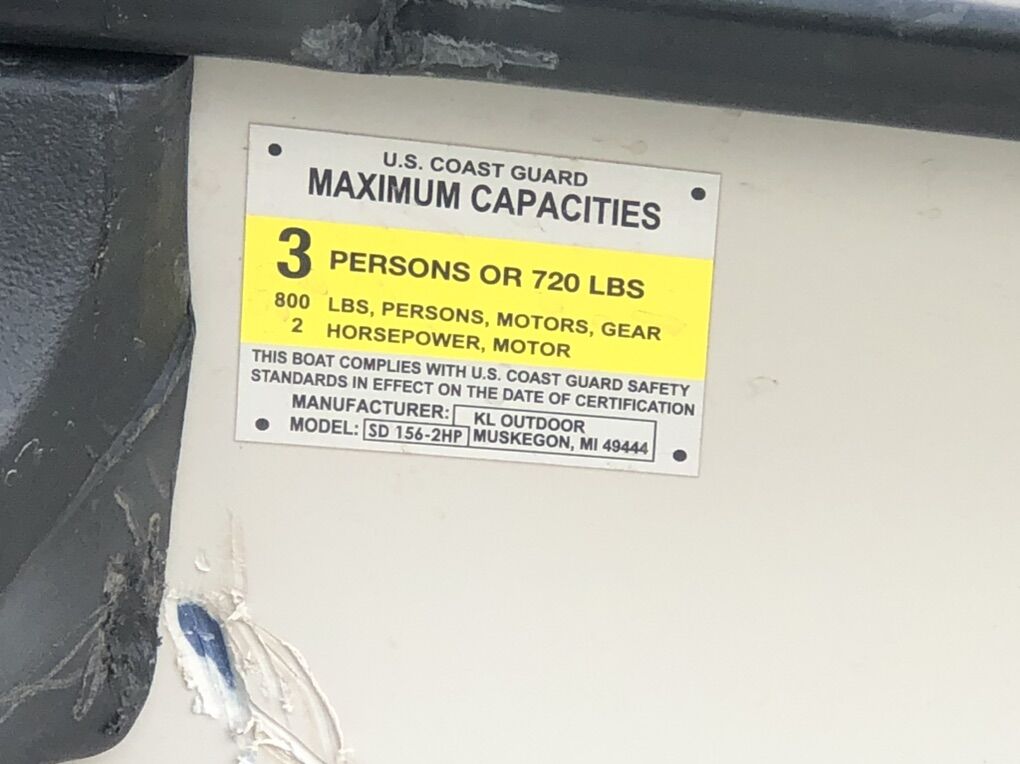 U.S. COAST GUARD
MAXIMUM CAPACITIES
3 PERSONS OR 720 LBS
800 LBS, PERSONS, MOTORS, GEAR
2 HORSEPOWER, MOTOR
THIS BOAT COMPLIES WITH U.S. COAST GUARD SAFETY
STANDARDS IN EFFECT ON THE DATE OF CERTIFICATION
MANUFACTURER: KL OUTDOOR
MODEL: SD 156-2HP MUSKEGON, MI 49444